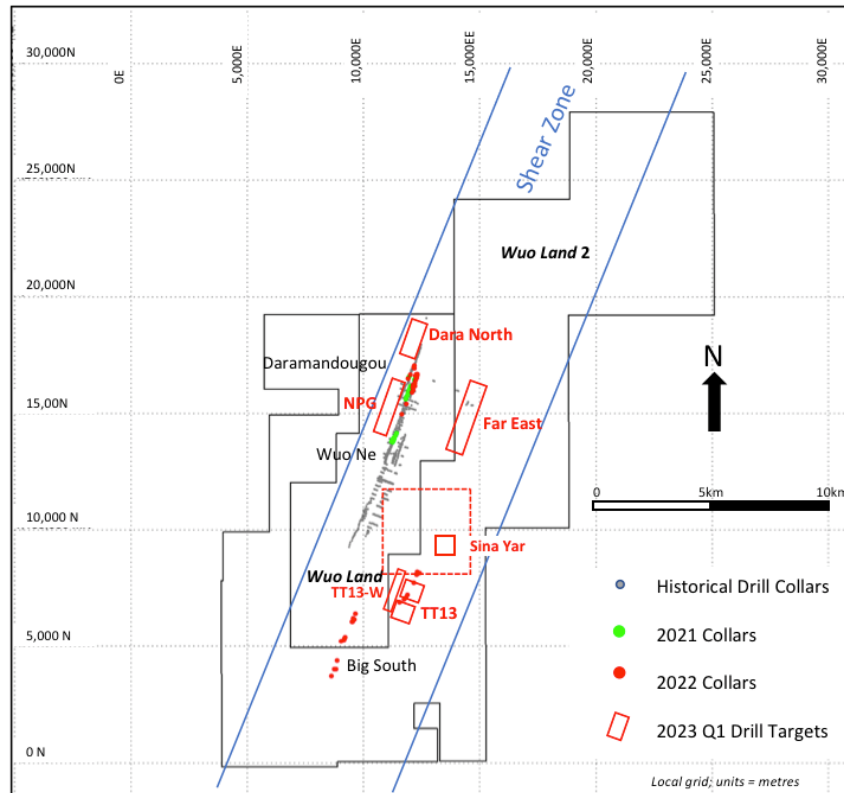 0E
5,000E
10,000E
15,000EE
20,000E
25,000E
30,000E
30,000N
Shear Zone
25,000N
Wuo Land 2
20,000N
Dara North
Daramandougou
N
NPG
15,00N
Far East
Wuo Ne
0 5km 10km
10,000 N
Sina Yar
Wuo Land
Historical Drill Collars
TT13-W
TT13
2021 Collars
5,000 N
Big South
2022 Collars
2023 Q1 Drill Targets
0 N
Local grid; units = metres